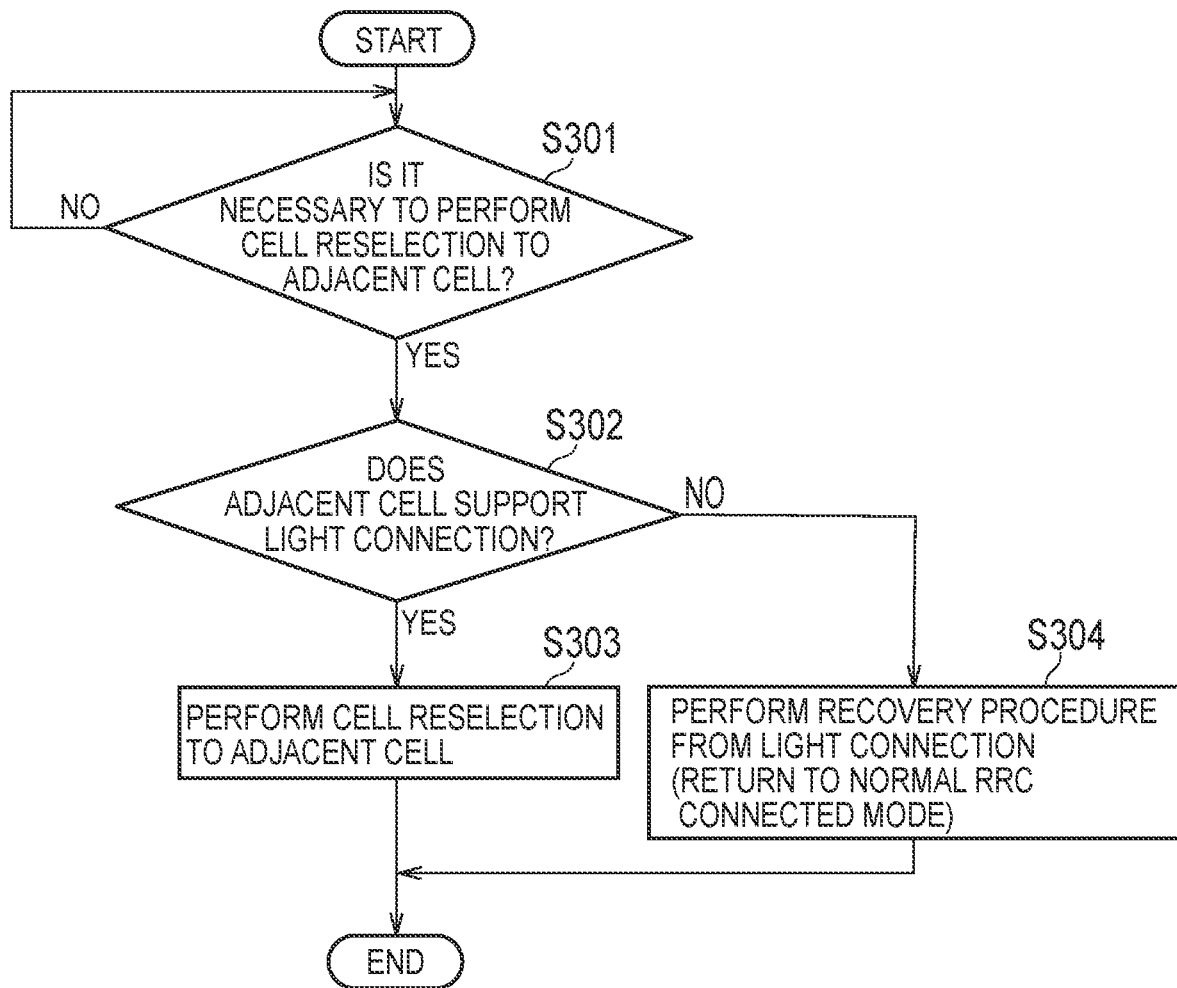 START
S301
IS IT
NECESSARY TO PERFORM
CELL RESELECTION TO
ADJACENT CELL?
NO
YES
S302
DOES
ADJACENT CELL SUPPORT
LIGHT CONNECTION?
NO
YES
S303
PERFORM CELL RESELECTION
TO ADJACENT CELL
S304
PERFORM RECOVERY PROCEDURE
FROM LIGHT CONNECTION
(RETURN TO NORMAL RRC
CONNECTED MODE)
END